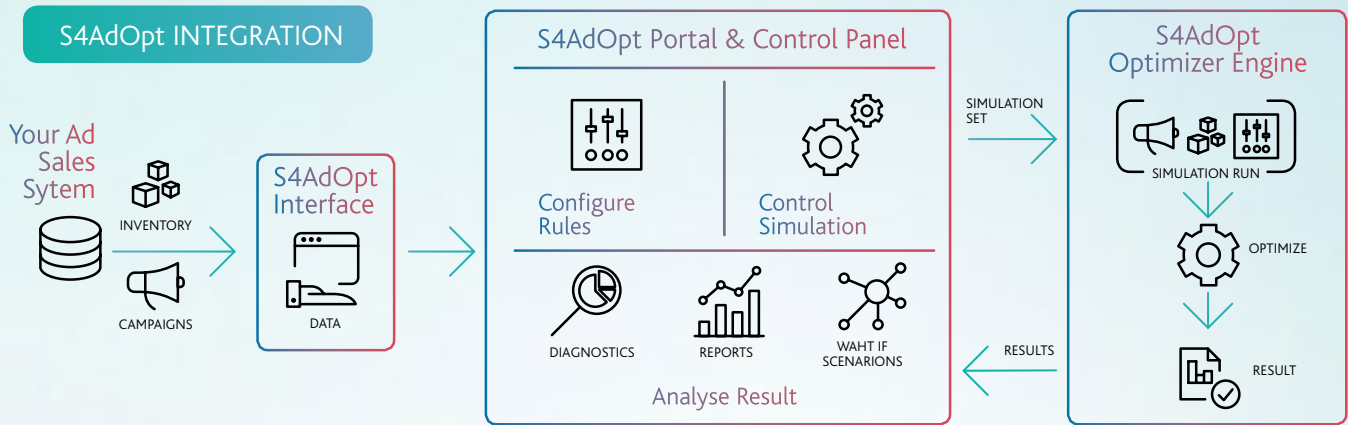 S4AdOpt INTEGRATION
Your Ad
Sales
Sytem
INVENTORY
CAMPAIGNS
S4AdOpt
Interface
DATA
S4AdOpt Portal & Control Panel
Configure
Rules
Control
Simulation
DIAGNOSTICS
REPORTS
WAHT IF
SCENARIONS
Analyse Result
SIMULATION
SET
RESULTS
S4AdOpt
Optimizer Engine
SIMULATION RUN
OPTIMIZE
RESULT